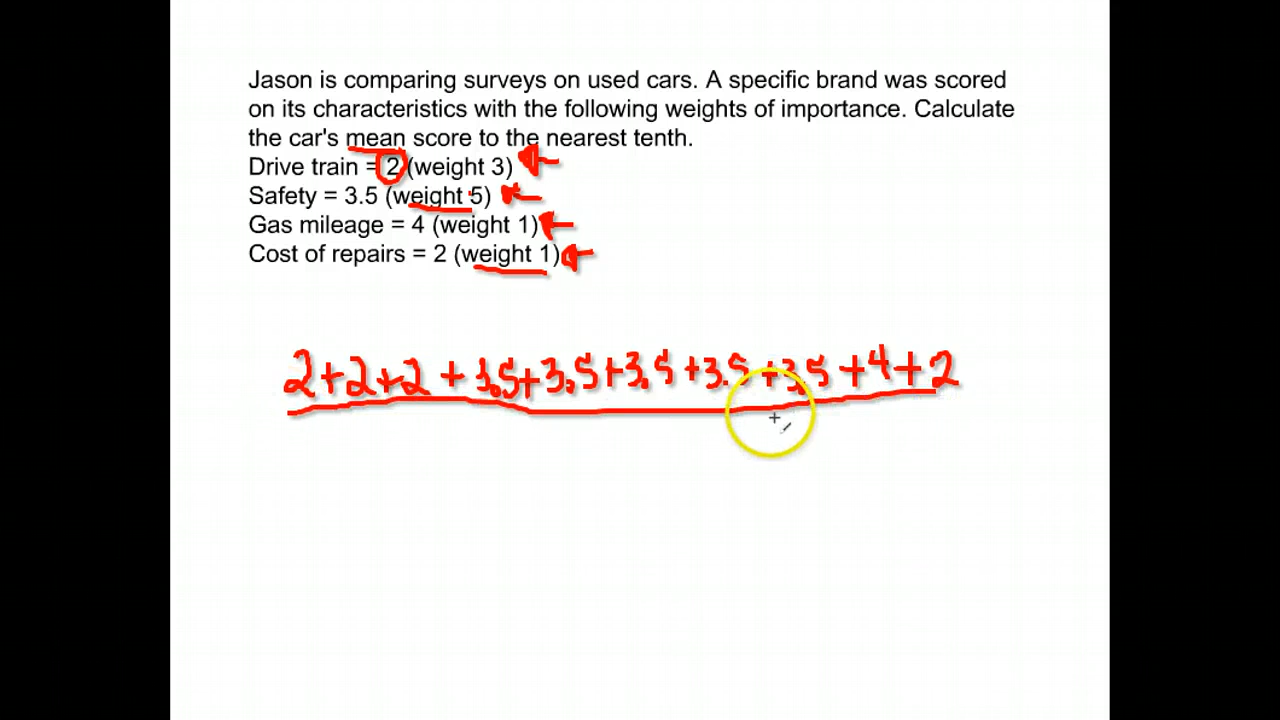 Jason is comparing surveys on used cars. A specific brand was scored
on its characteristics with the following weights of importance. Calculate
the car's mean score to the nearest tenth.
Drive train = 2 (weight 3)
Safety = 3.5 (weight 5)
Gas mileage = 4 (weight 1)
Cost of repairs = 2 (weight 1)
2+2+2 + 3.5+3.5+3.5+3.5+3.5+4+2